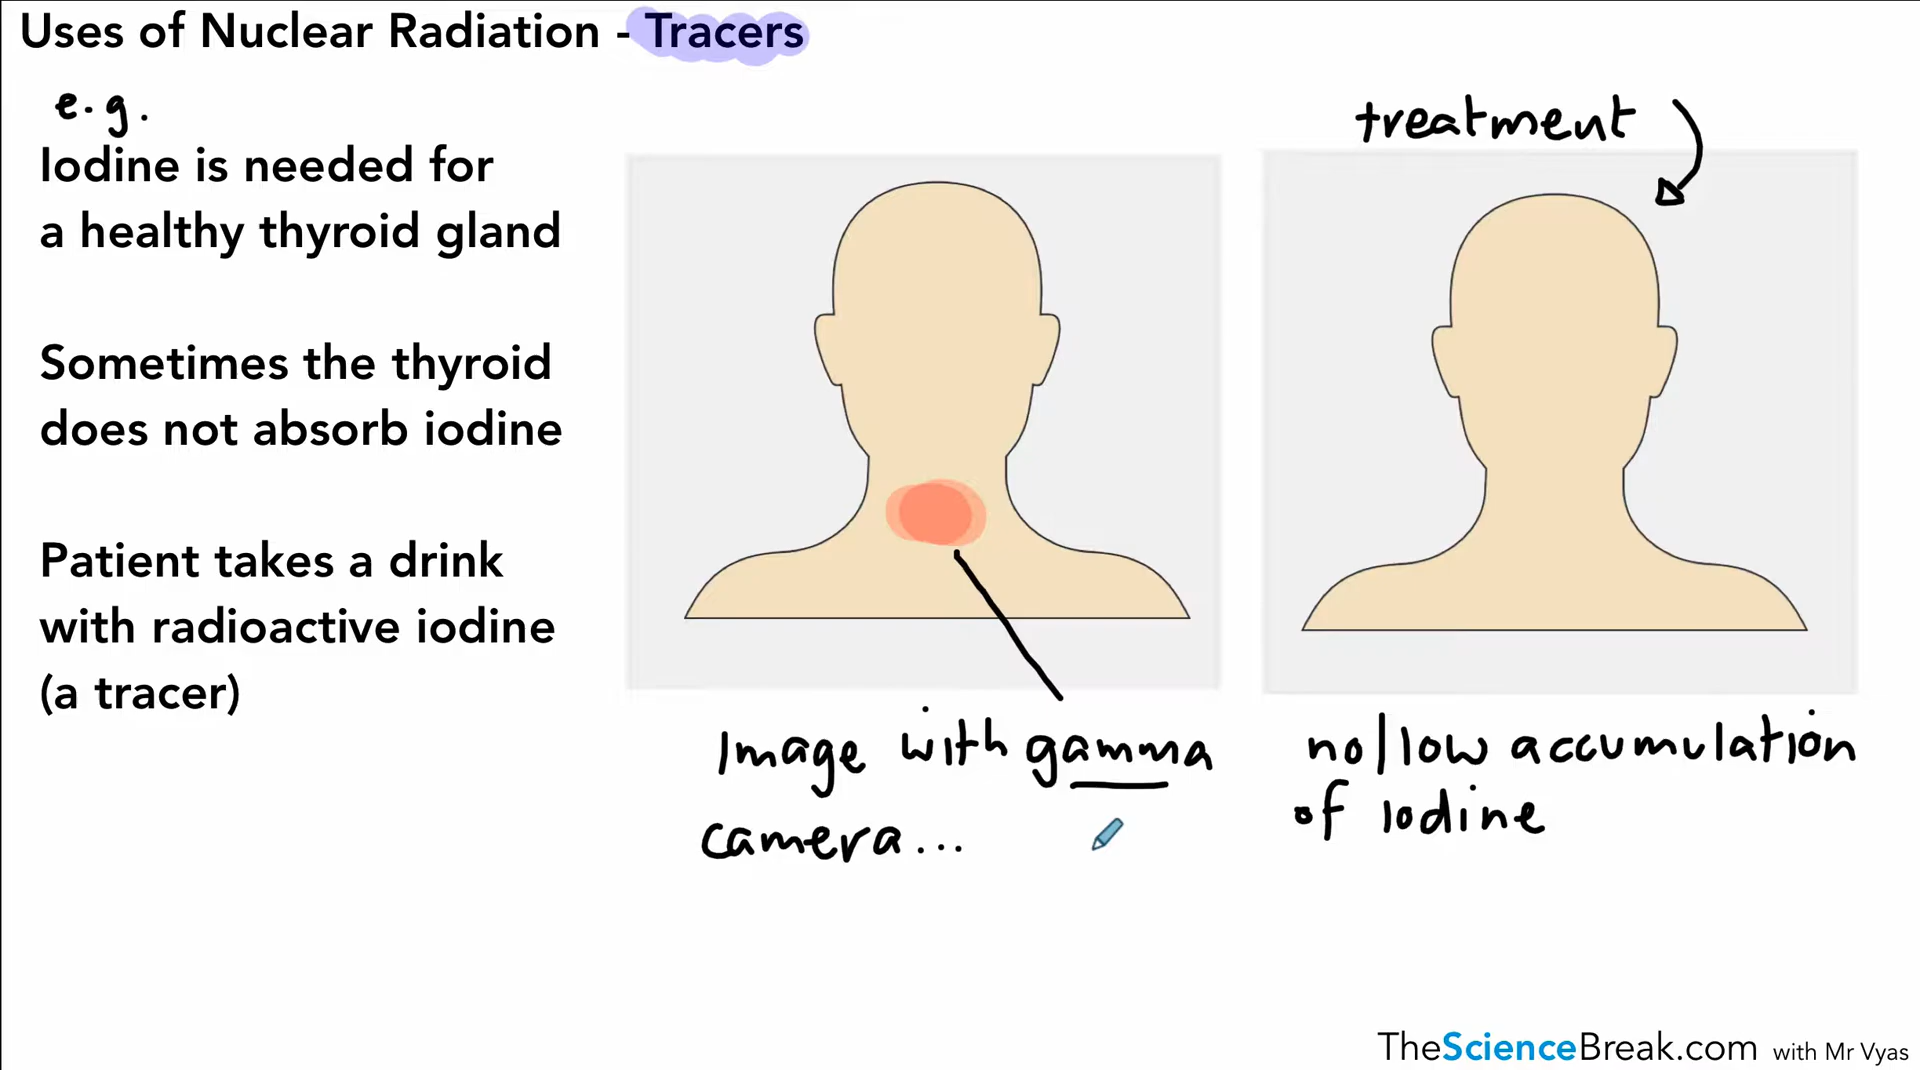 Uses of Nuclear Radiation - Tracers
e.g.
Iodine is needed for
a healthy thyroid gland
Sometimes the thyroid
does not absorb iodine
Patient takes a drink
with radioactive iodine
(a tracer)
Image with gamma
camera...
treatment
no/low accumulation
of Iodine
TheScienceBreak.com with Mr Vyas